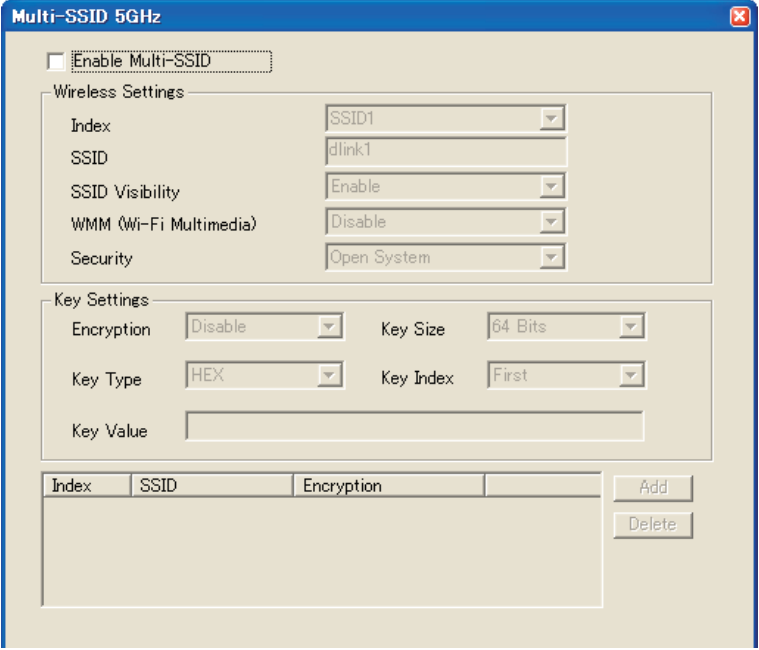 Multi-SSID 5GHz
Enable Multi-SSID
Wireless Settings
Index SSID1
SSID dlink1
SSID Visibility Enable
WMM (Wi-Fi Multimedia) Disable
Security Open System
Key Settings
Encryption Disable Key Size 64 Bits
Key Type HEX Key Index First
Key Value
Index SSID Encryption Add
Delete